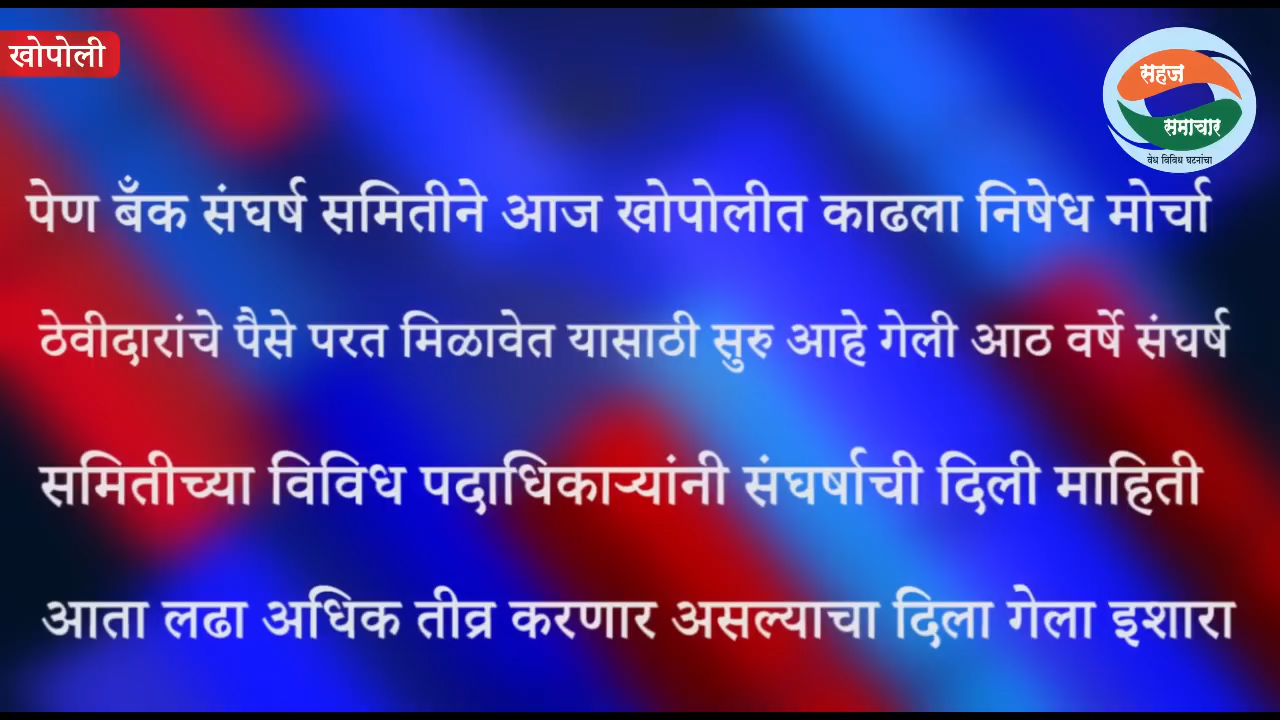 खोपोली
सहज
समाचार
वेध विविध घटनांचा
पेण बँक संघर्ष समितीने आज खोपोलीत काढला निषेध मोर्चा
ठेवीदारांचे पैसे परत मिळावेत यासाठी सुरु आहे गेली आठ वर्षे संघर्ष
समितीच्या विविध पदाधिकाऱ्यांनी संघर्षाची दिली माहिती
आता लढा अधिक तीव्र करणार असल्याचा दिला गेला इशारा